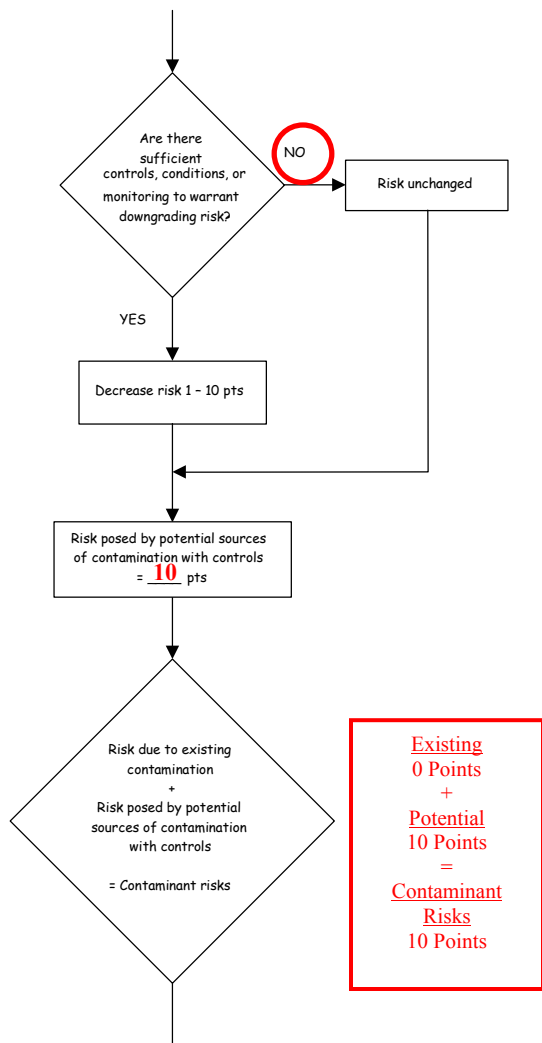 Are there
sufficient
controls, conditions, or
monitoring to warrant
downgrading risk?
NO
Risk unchanged
YES
Decrease risk 1 – 10 pts
Risk posed by potential sources
of contamination with controls
= 10 pts
Risk due to existing
contamination
+
Risk posed by potential
sources of contamination
with controls
= Contaminant risks
Existing
0 Points
+
Potential
10 Points
=
Contaminant
Risks
10 Points